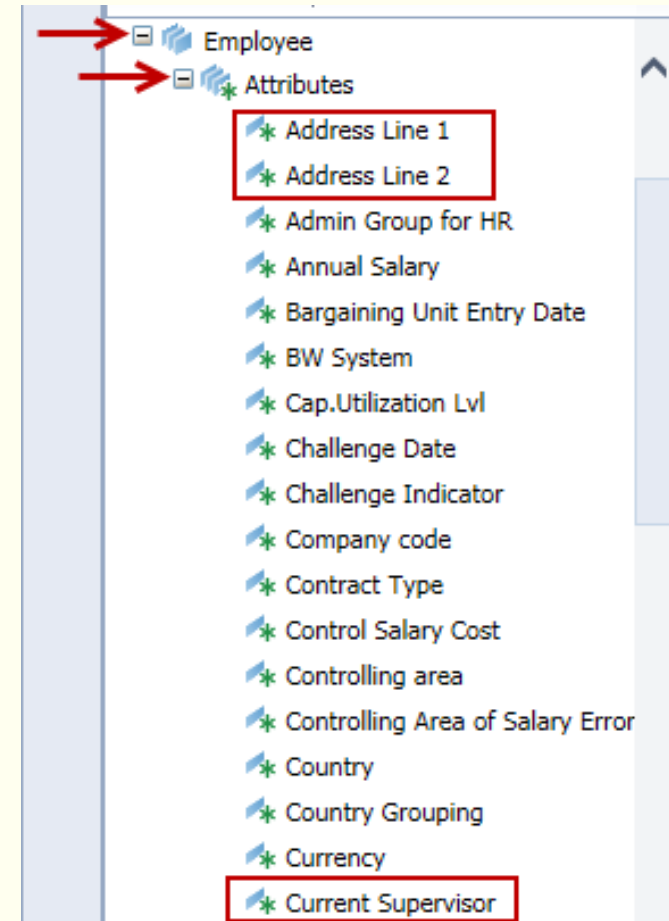 Employee
Attributes
Address Line 1
Address Line 2
Admin Group for HR
Annual Salary
Bargaining Unit Entry Date
BW System
Cap.Utilization Lvl
Challenge Date
Challenge Indicator
Company code
Contract Type
Control Salary Cost
Controlling area
Controlling Area of Salary Error
Country
Country Grouping
Currency
Current Supervisor